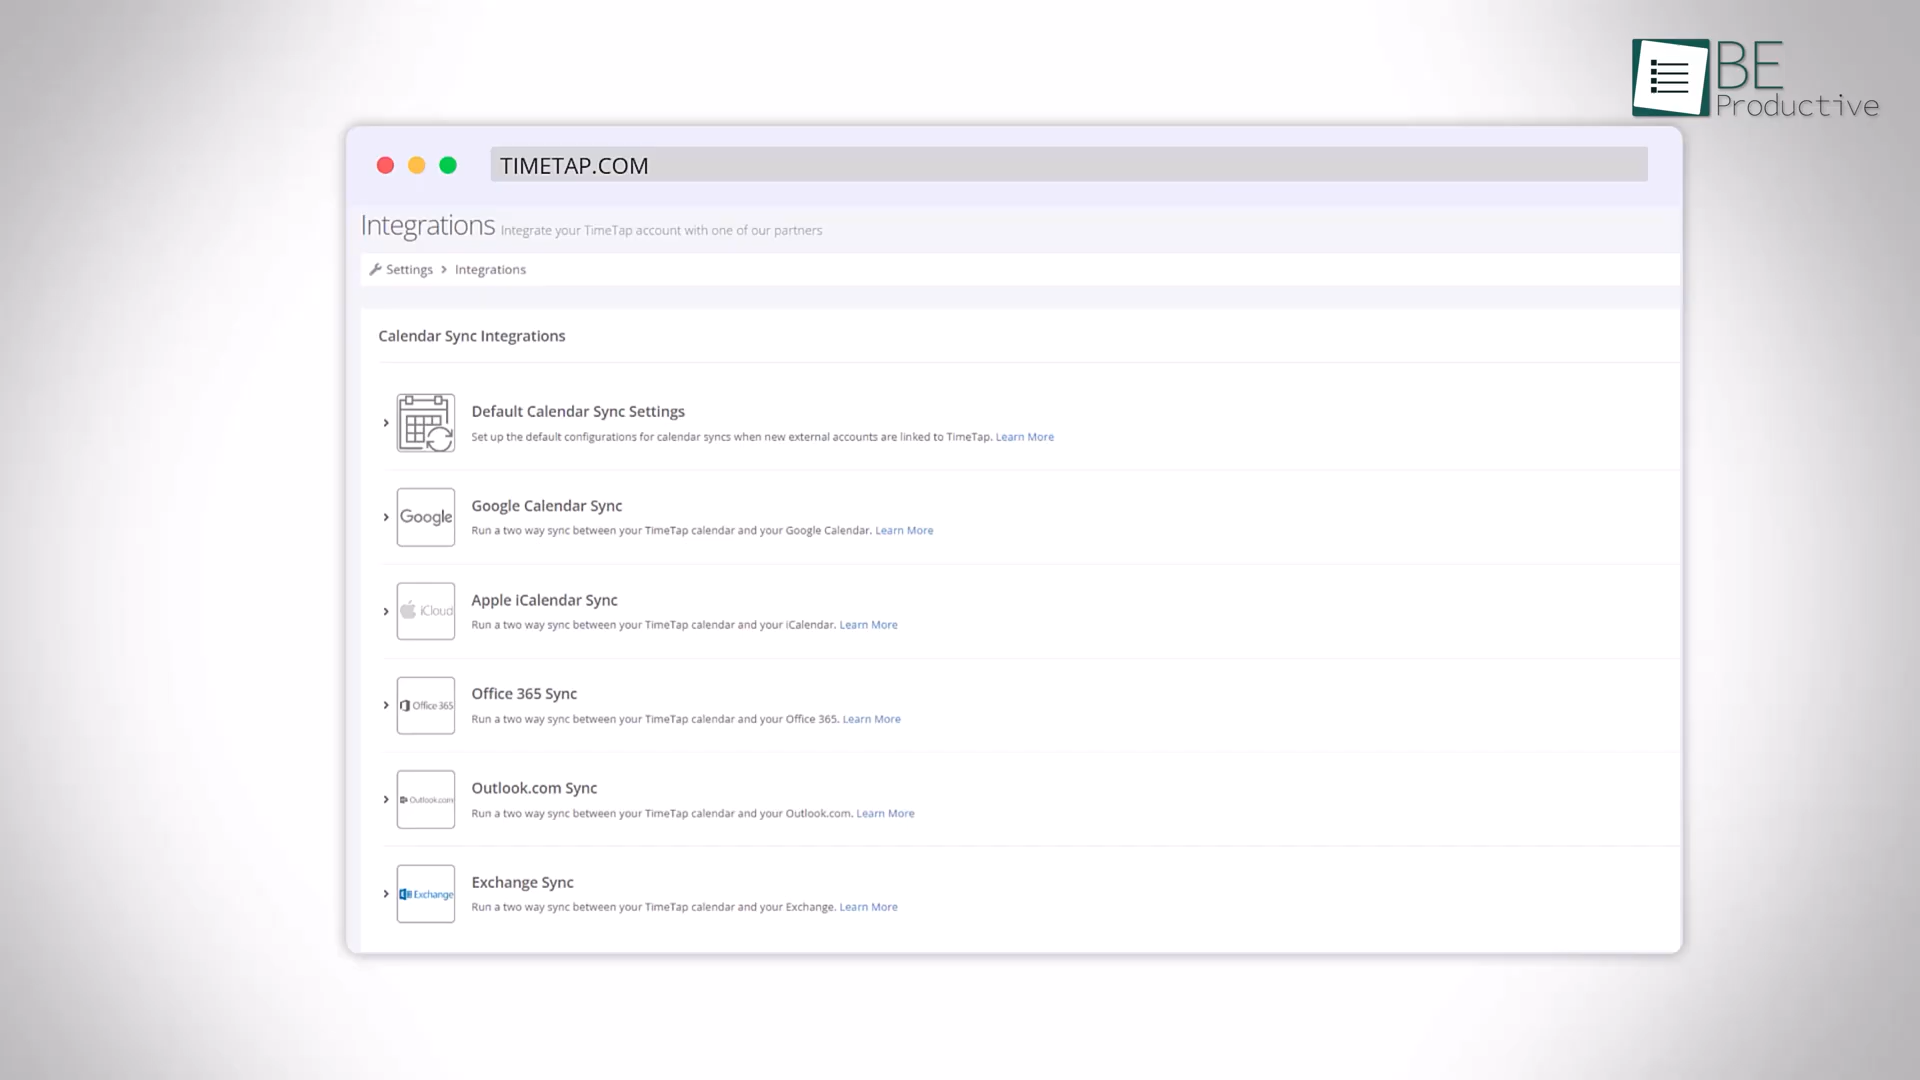 BE
Productive
TIMETAP.COM
Integrations Integrate your TimeTap account with one of our partners
Settings > Integrations
Calendar Sync Integrations
Default Calendar Sync Settings
Set up the default configurations for calendar syncs when new external accounts are linked to TimeTap. Learn More
Google
Google Calendar Sync
Run a two way sync between your TimeTap calendar and your Google Calendar. Learn More
iCloud
Apple iCalendar Sync
Run a two way sync between your TimeTap calendar and your iCalendar. Learn More
Office 365
Office 365 Sync
Run a two way sync between your TimeTap calendar and your Office 365. Learn More
Outlook.com
Outlook.com Sync
Run a two way sync between your TimeTap calendar and your Outlook.com. Learn More
Exchange
Exchange Sync
Run a two way sync between your TimeTap calendar and your Exchange. Learn More